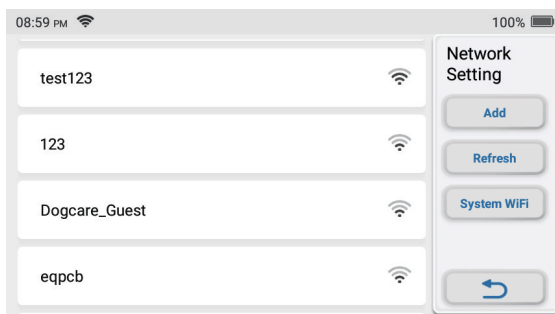 08:59 PM 100%
test123
123
Dogcare_Guest
eqpcb
Network
Setting
Add
Refresh
System WiFi